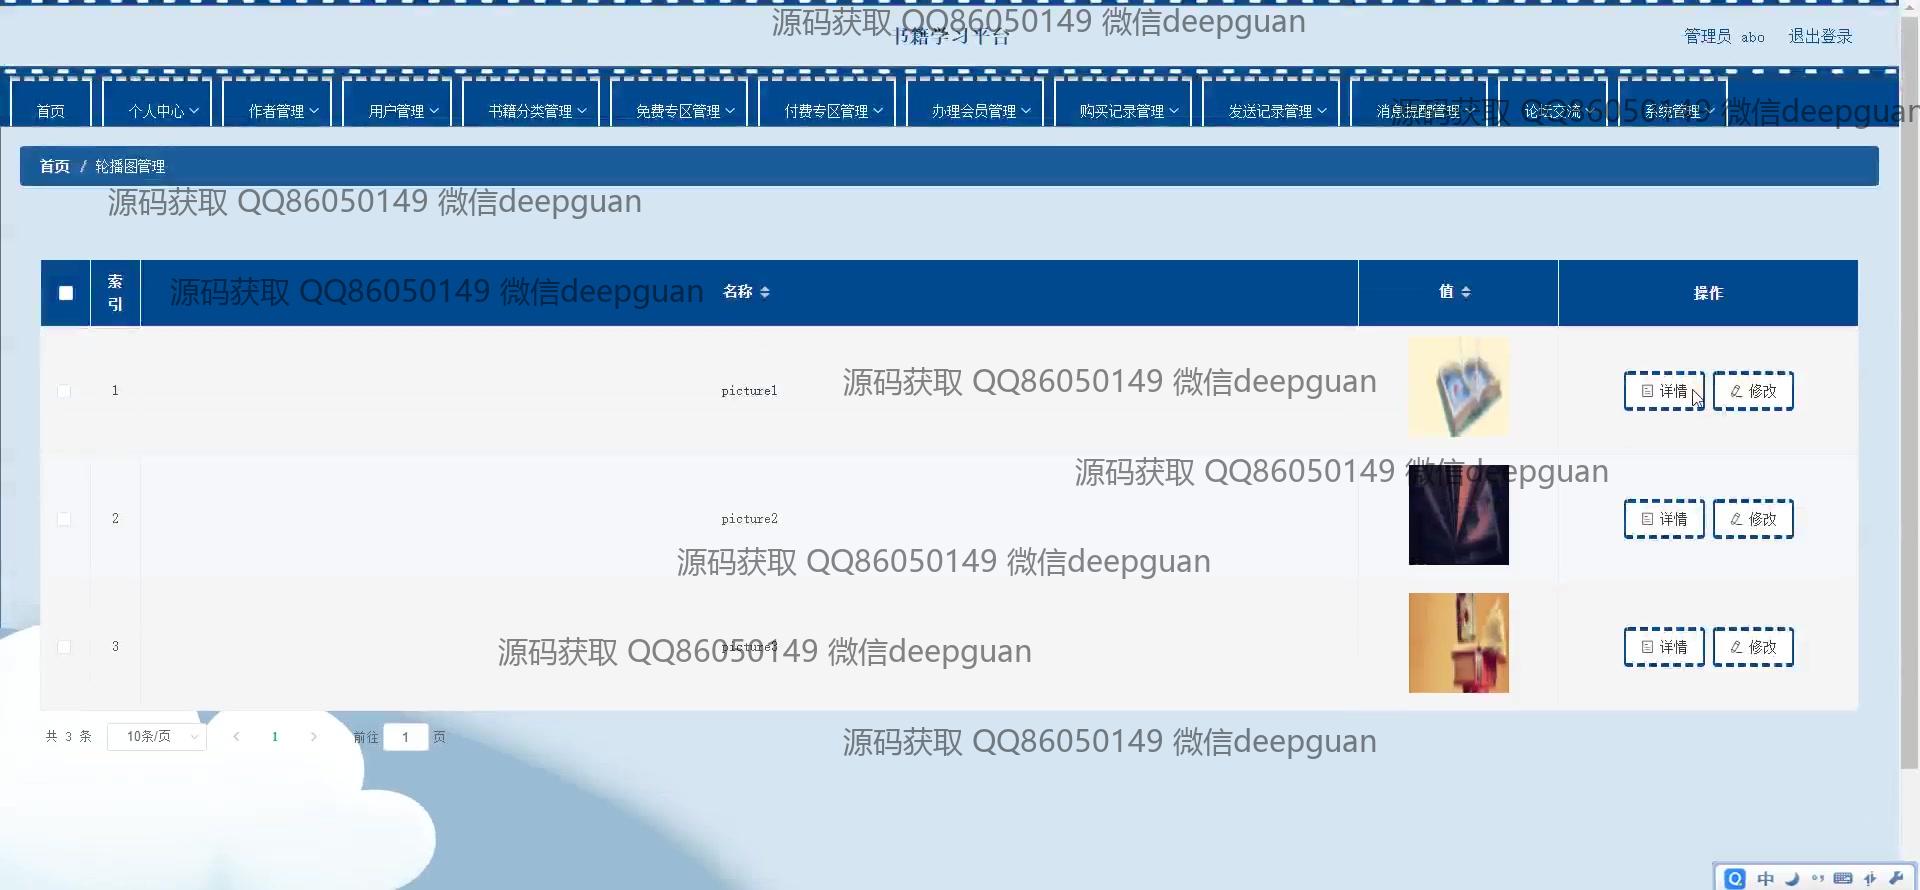 源码获取 QQ86050149 微信deepguan
书籍学习平台
管理员 abo 退出登录
首页 个人中心 作者管理 用户管理 书籍分类管理 免费专区管理 付费专区管理 办理会员管理 购买记录管理 发送记录管理 消息提醒管理 论坛交流 系统管理
源码获取 QQ86050149 微信deepguan
首页 / 轮播图管理
源码获取 QQ86050149 微信deepguan
索引 名称 值 操作
源码获取 QQ86050149 微信deepguan
1 picture1 详情 修改
源码获取 QQ86050149 微信deepguan
源码获取 QQ86050149 微信deepguan
2 picture2 详情 修改
源码获取 QQ86050149 微信deepguan
3 picture3 详情 修改
源码获取 QQ86050149 微信deepguan
共 3 条 10条/页 1 前往 1 页
源码获取 QQ86050149 微信deepguan
中